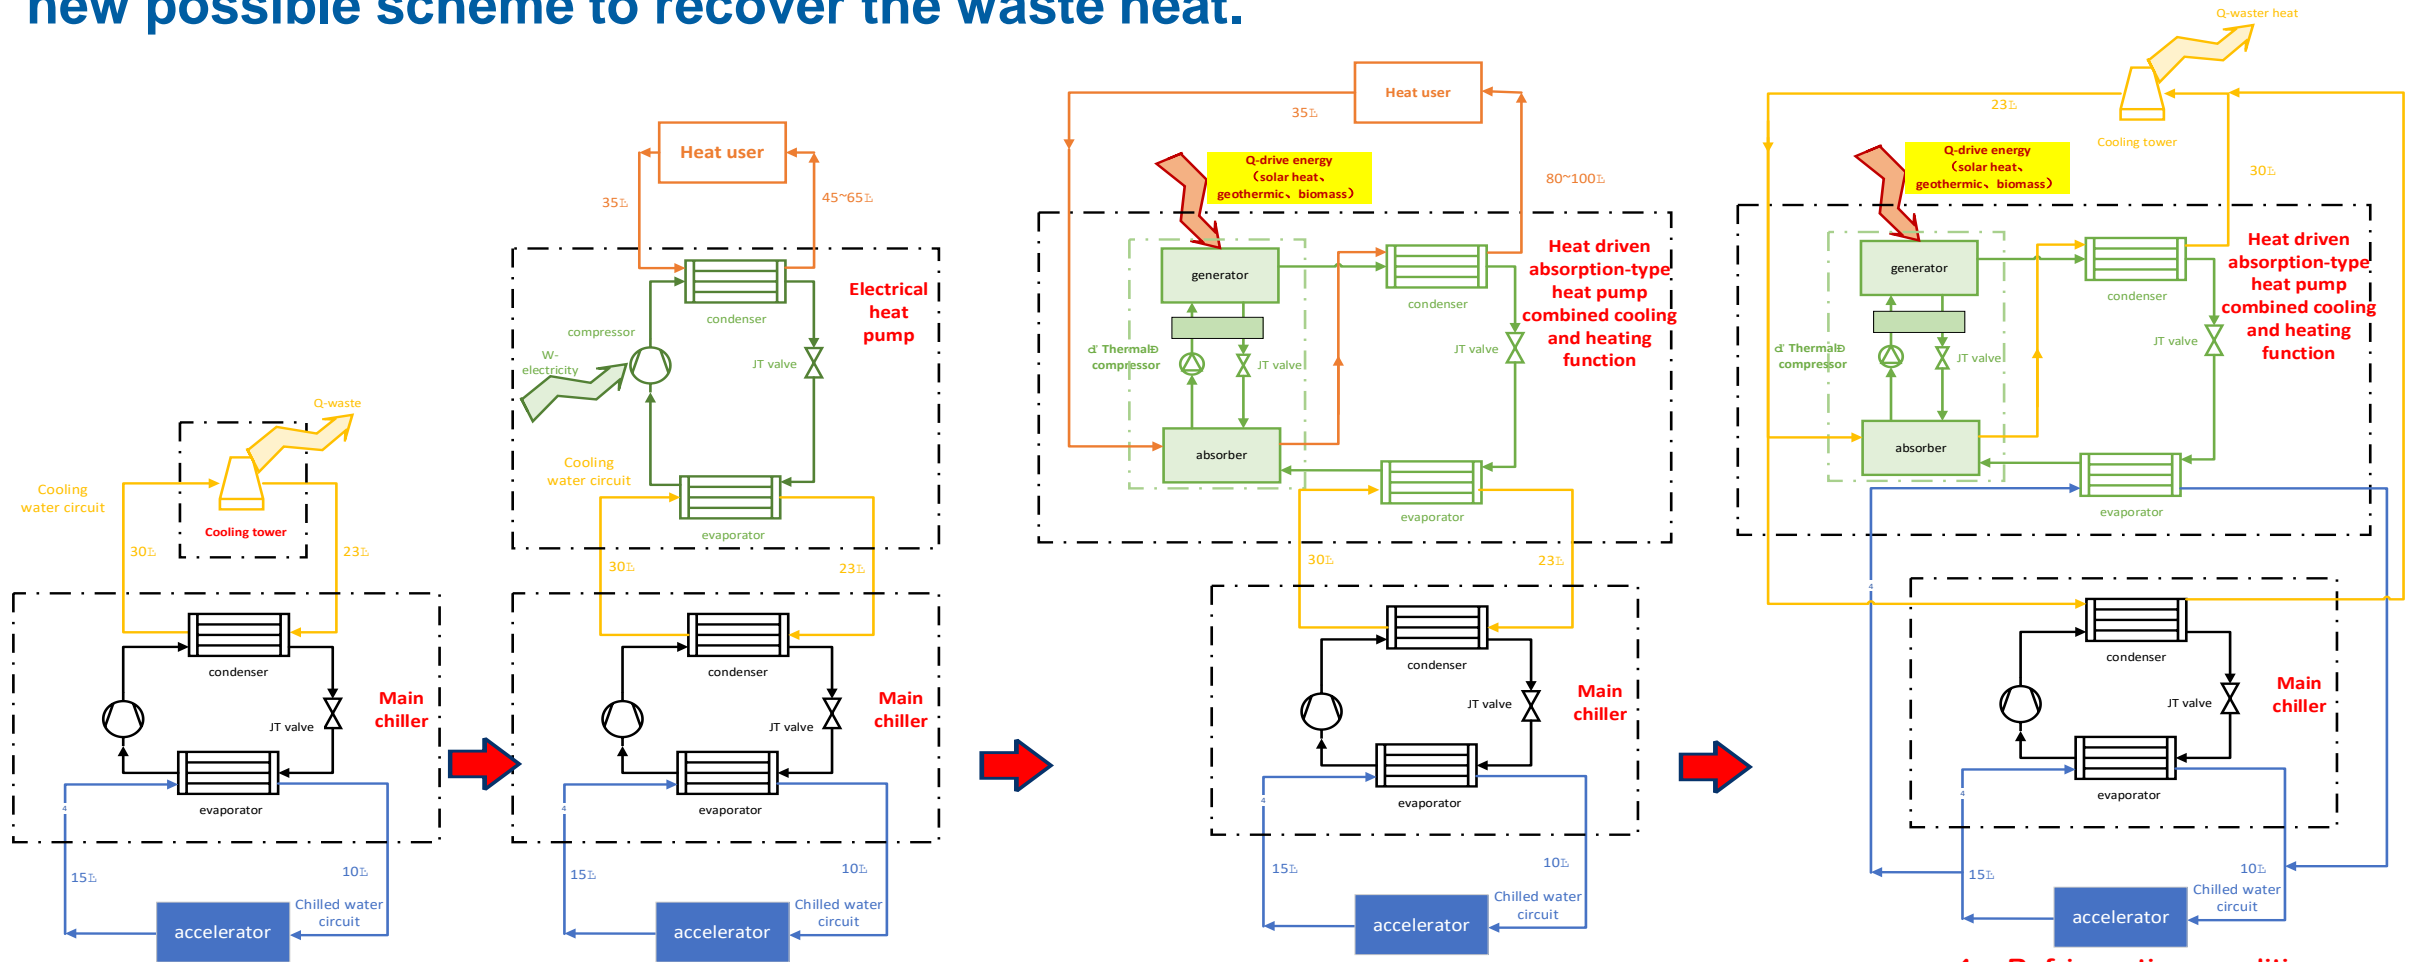 new possible scheme to recover the waste heat.
Q-waste
Cooling
water circuit
Cooling tower
30℃
23℃
condenser
Main
chiller
JT valve
evaporator
15℃
10℃
Chilled water
circuit
accelerator
Heat user
35℃
45~65℃
Electrical
heat
pump
condenser
compressor
W-
electricity
JT valve
Cooling
water circuit
evaporator
30℃
23℃
condenser
Main
chiller
JT valve
evaporator
15℃
10℃
Chilled water
circuit
accelerator
Heat user
35℃
Q-drive energy
(solar heat、
geothermic、biomass)
80~100℃
Heat driven
absorption-type
heat pump
combined cooling
and heating
function
generator
condenser
Thermal
compressor
JT valve
JT valve
absorber
evaporator
30℃
23℃
condenser
Main
chiller
JT valve
evaporator
15℃
10℃
Chilled water
circuit
accelerator
Q-waster heat
23℃
Cooling tower
Q-drive energy
(solar heat、
geothermic、biomass)
30℃
Heat driven
absorption-type
heat pump
combined cooling
and heating
function
generator
condenser
Thermal
compressor
JT valve
JT valve
absorber
evaporator
condenser
Main
chiller
JT valve
evaporator
15℃
10℃
Chilled water
circuit
accelerator